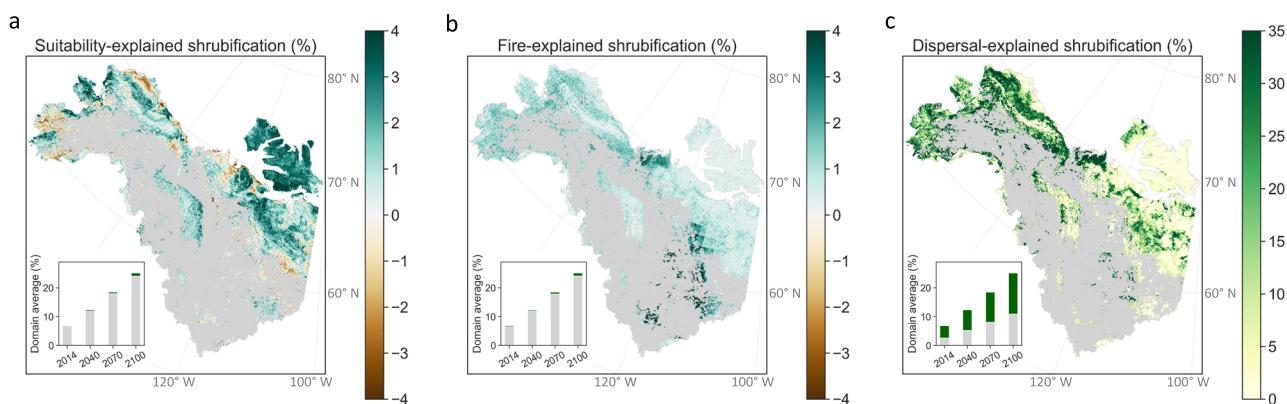 a
Suitability-explained shrubification (%)
4
3
2
1
0
−1
−2
−3
−4
80° N
70° N
60° N
120° W
100° W
Domain average (%)
20
10
0
2014
2040
2070
2100
b
Fire-explained shrubification (%)
4
3
2
1
0
−1
−2
−3
−4
80° N
70° N
60° N
120° W
100° W
Domain average (%)
20
10
0
2014
2040
2070
2100
c
Dispersal-explained shrubification (%)
35
30
25
20
15
10
5
0
80° N
70° N
60° N
120° W
100° W
Domain average (%)
20
10
0
2014
2040
2070
2100